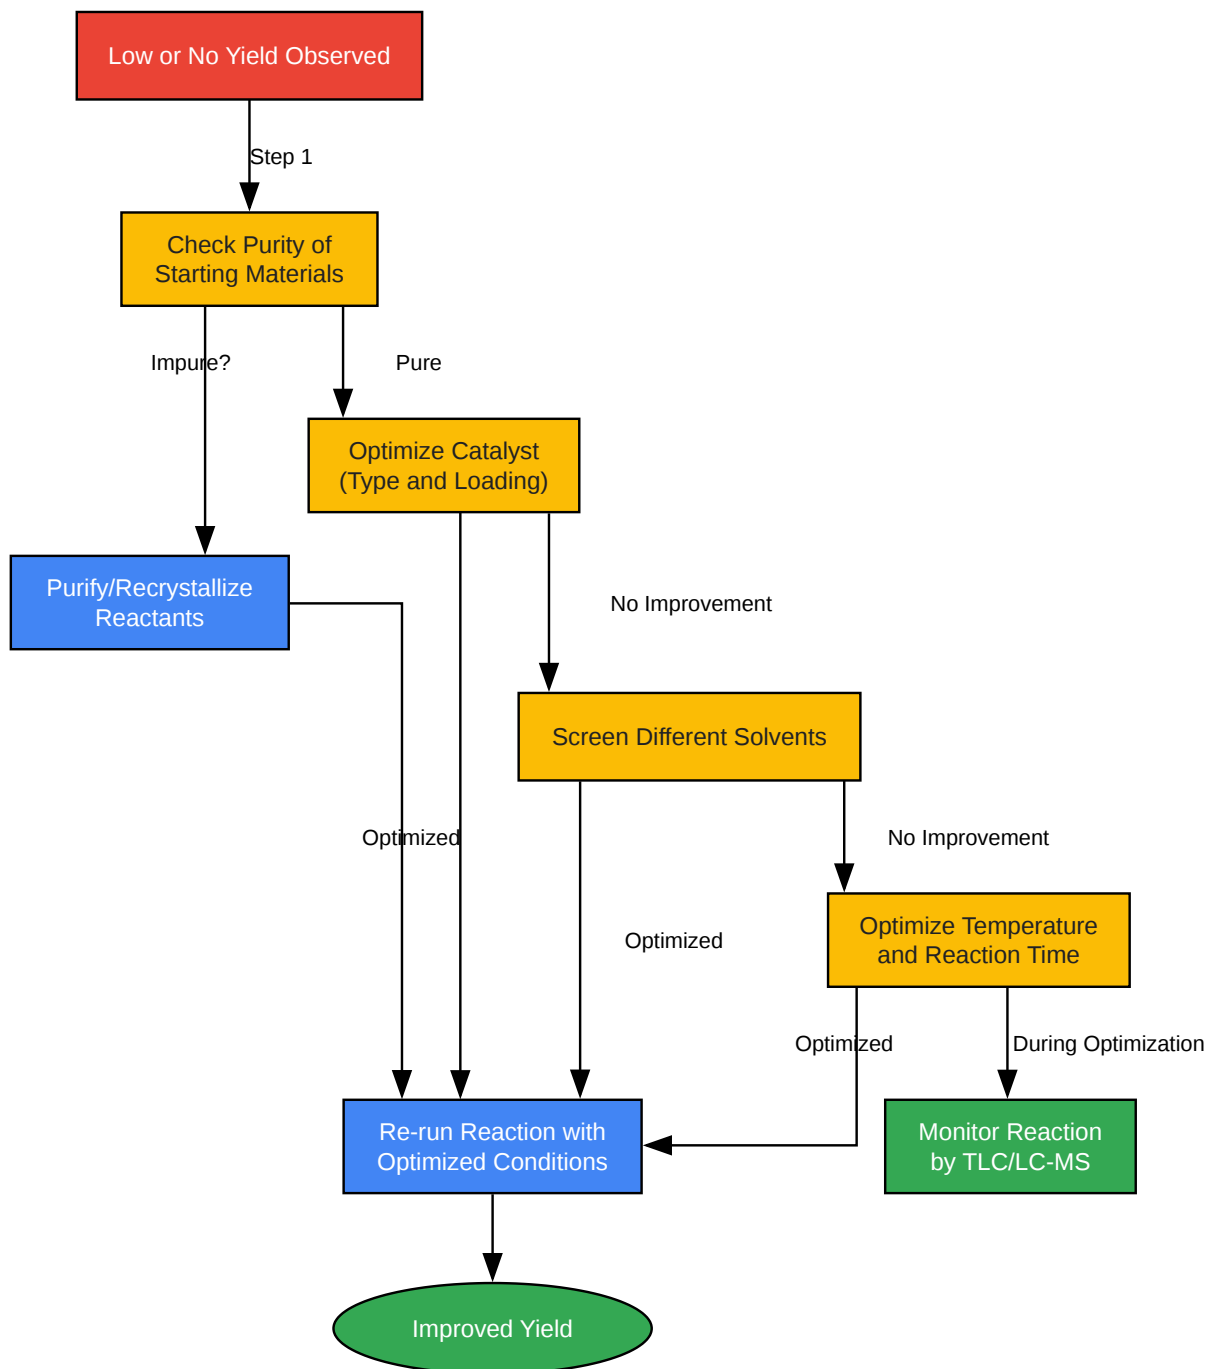 Low or No Yield Observed
Step 1
Check Purity of
Starting Materials
Impure?
Pure
Optimize Catalyst
(Type and Loading)
Purify/Recrystallize
Reactants
No Improvement
Screen Different Solvents
Optimized
No Improvement
Optimize Temperature
and Reaction Time
Optimized
Optimized
During Optimization
Re-run Reaction with
Optimized Conditions
Monitor Reaction
by TLC/LC-MS
Improved Yield